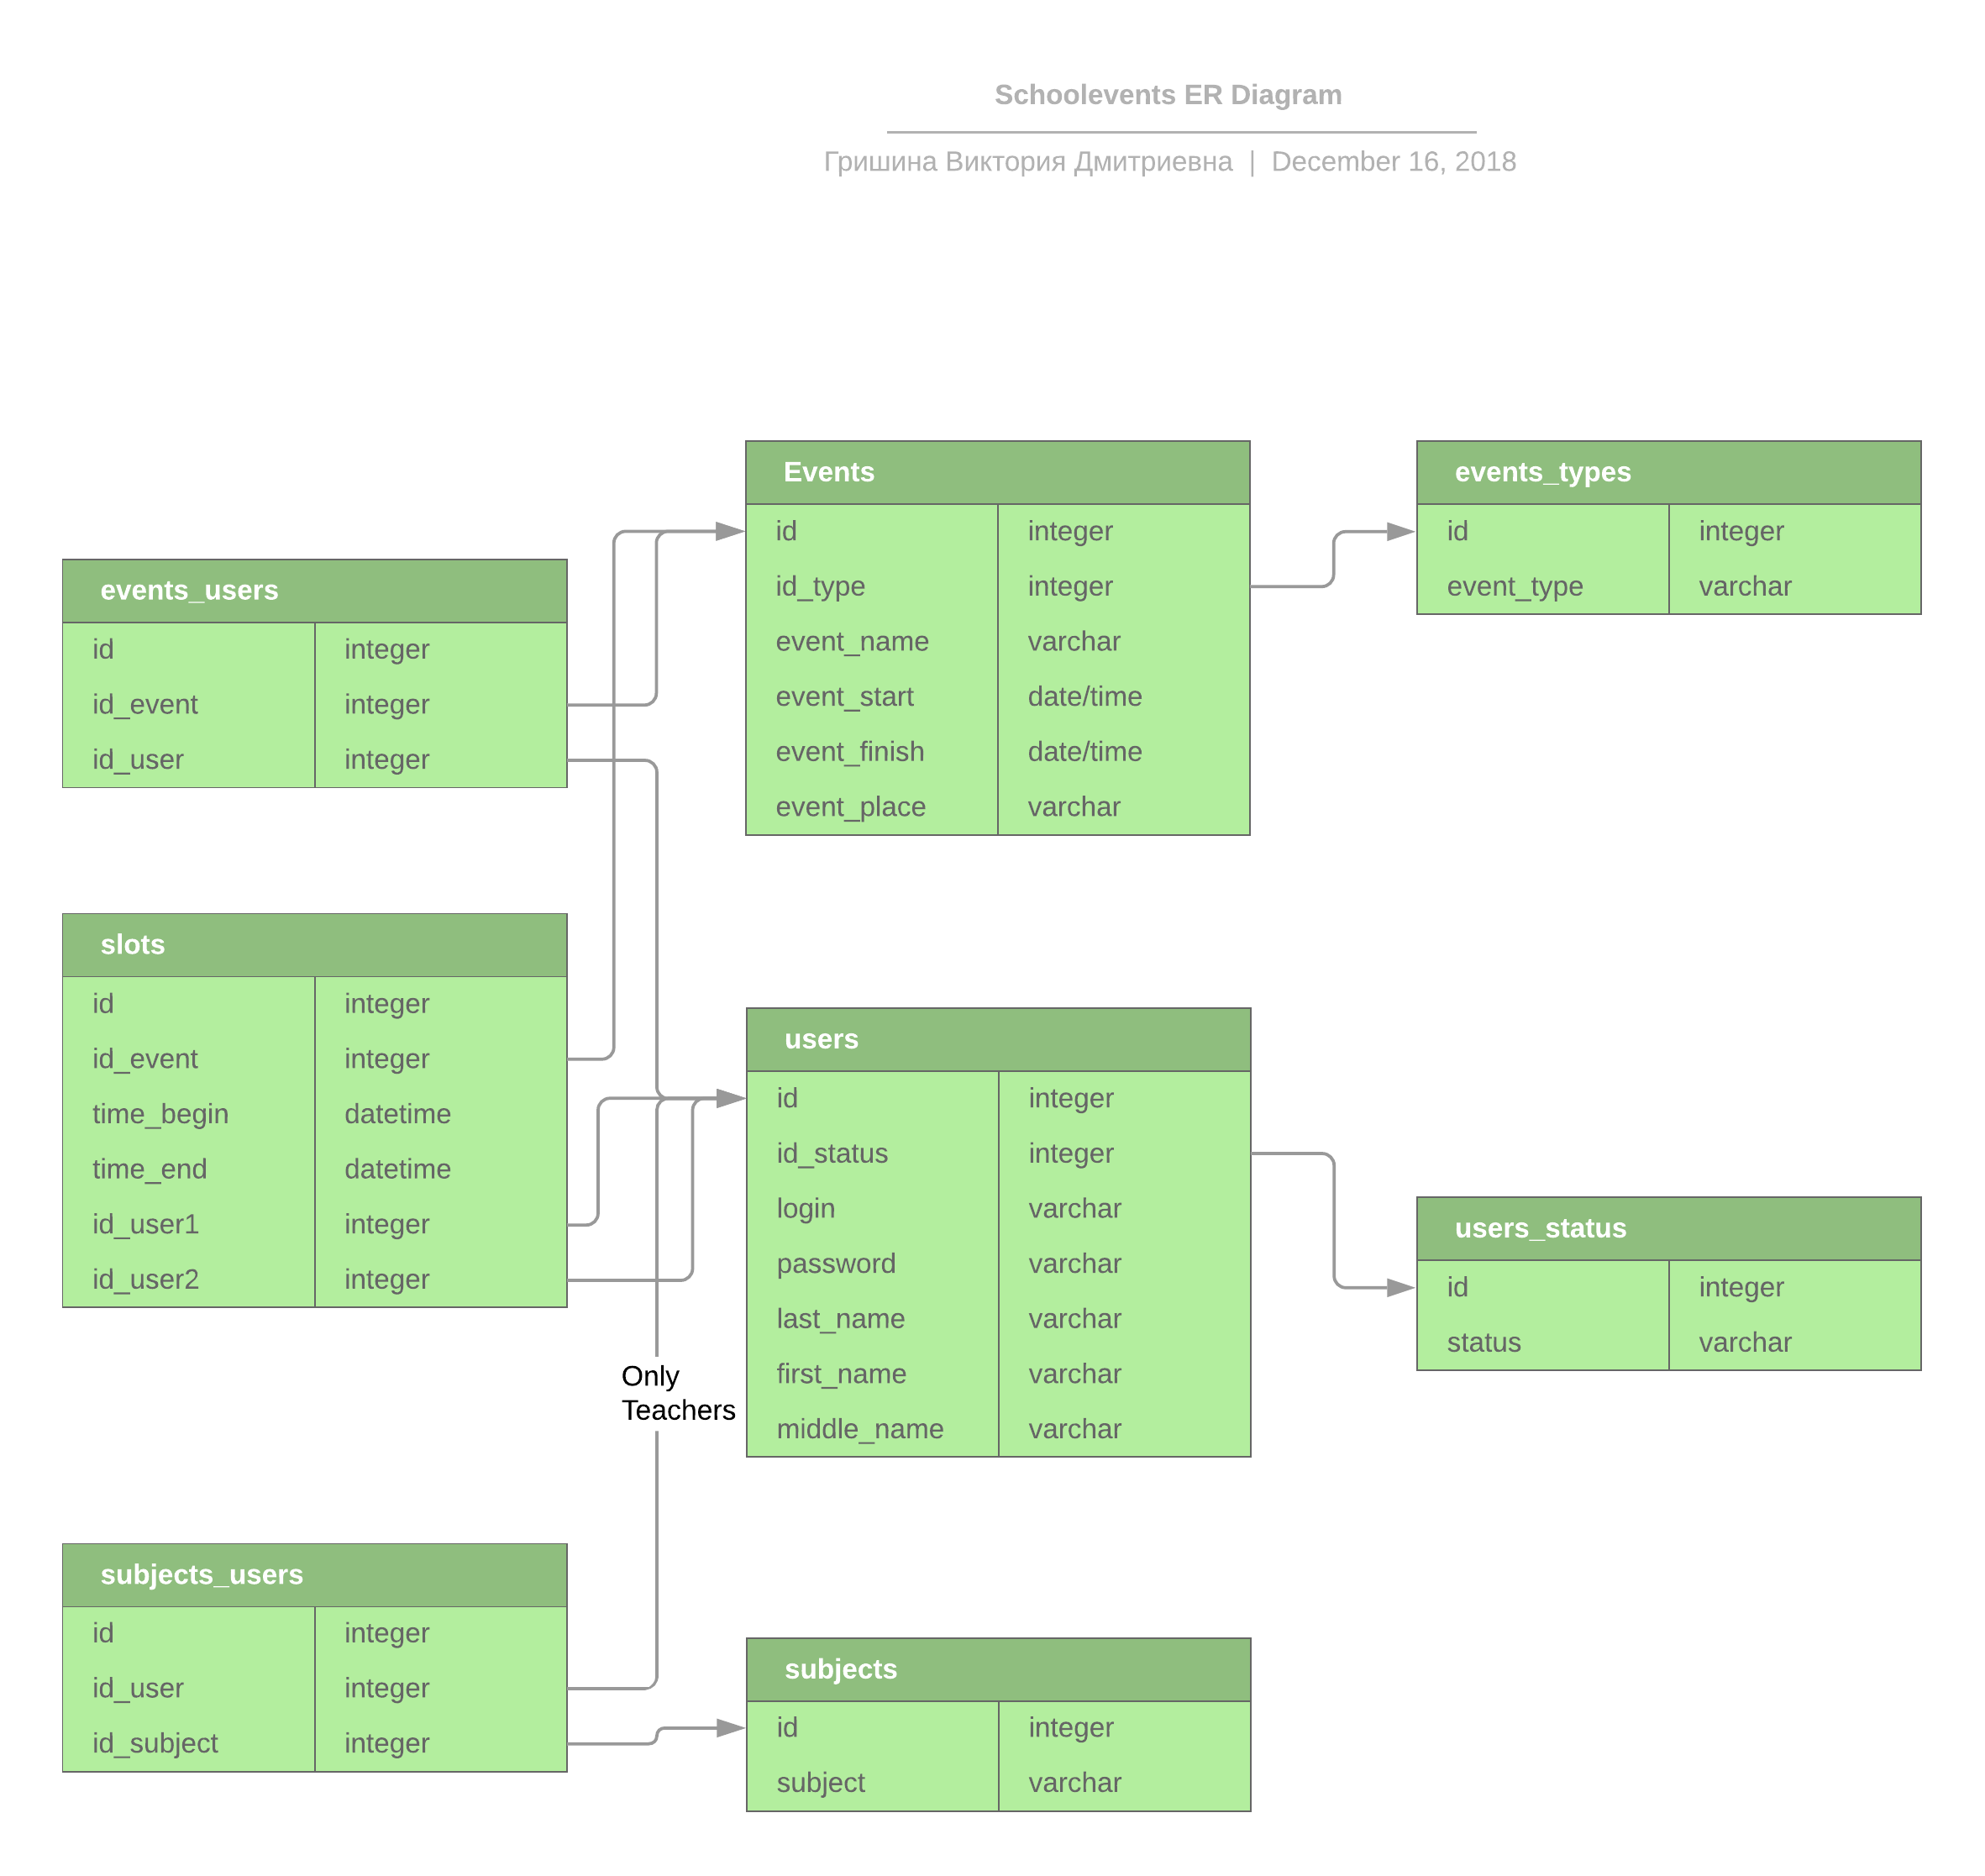 Schoolevents ER Diagram
Гришина Виктория Дмитриевна | December 16, 2018
Events
id integer
id_type integer
event_name varchar
event_start date/time
event_finish date/time
event_place varchar
events_types
id integer
event_type varchar
events_users
id integer
id_event integer
id_user integer
slots
id integer
id_event integer
time_begin datetime
time_end datetime
id_user1 integer
id_user2 integer
users
id integer
id_status integer
login varchar
password varchar
last_name varchar
first_name varchar
middle_name varchar
users_status
id integer
status varchar
Only
Teachers
subjects_users
id integer
id_user integer
id_subject integer
subjects
id integer
subject varchar